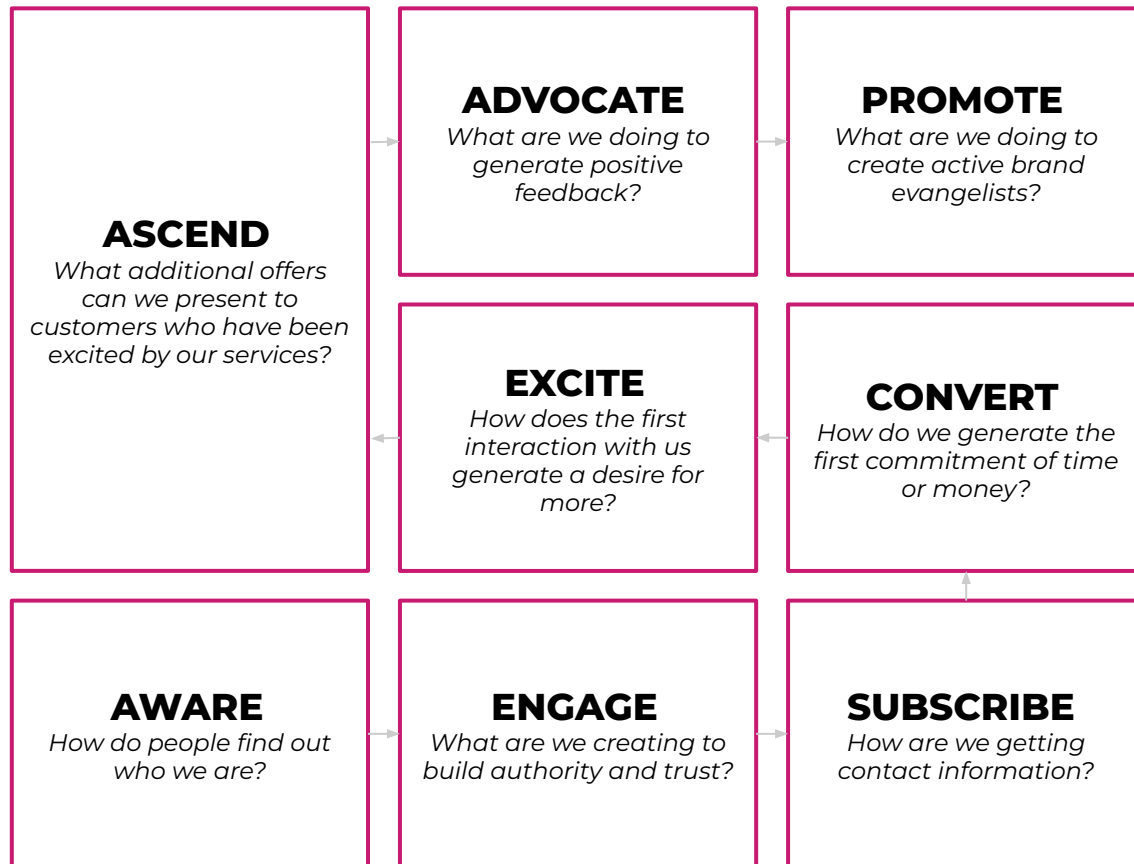 ASCEND
What additional offers
can we present to
customers who have been
excited by our services?
ADVOCATE
What are we doing to
generate positive
feedback?
PROMOTE
What are we doing to
create active brand
evangelists?
EXCITE
How does the first
interaction with us
generate a desire for
more?
CONVERT
How do we generate the
first commitment of time
or money?
AWARE
How do people find out
who we are?
ENGAGE
What are we creating to
build authority and trust?
SUBSCRIBE
How are we getting
contact information?